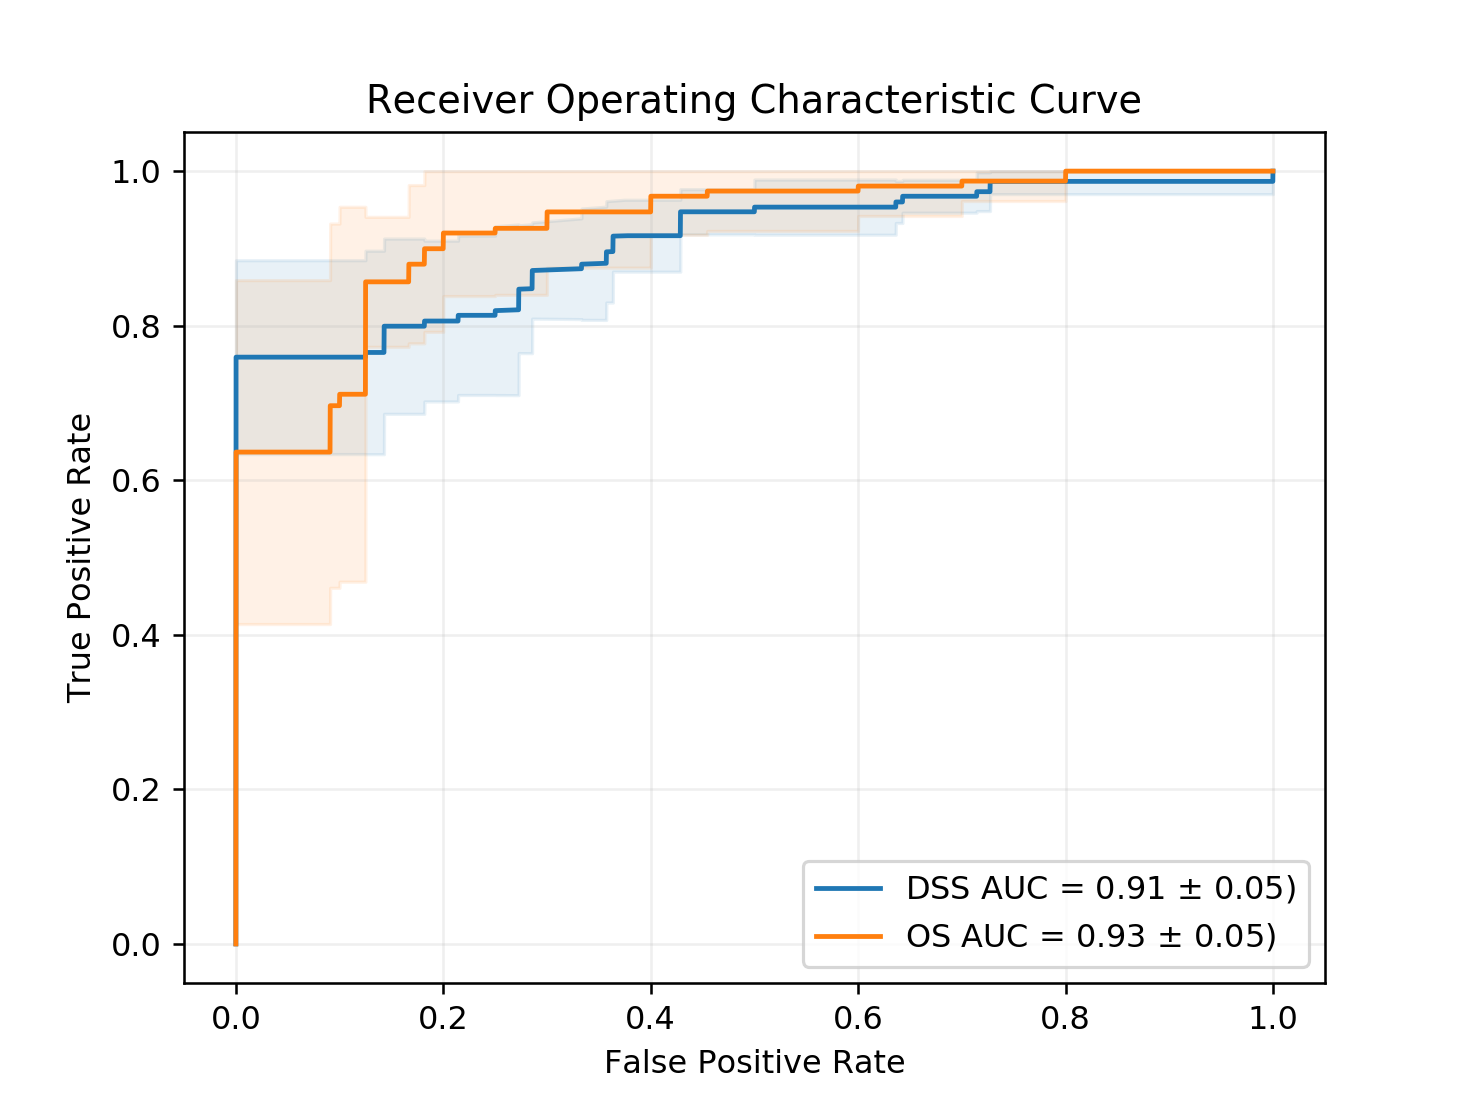 Receiver Operating Characteristic Curve
1.0
0.8
0.6
0.4
0.2
0.0
True Positive Rate
DSS AUC = 0.91 ± 0.05)
OS AUC = 0.93 ± 0.05)
0.0 0.2 0.4 0.6 0.8 1.0
False Positive Rate